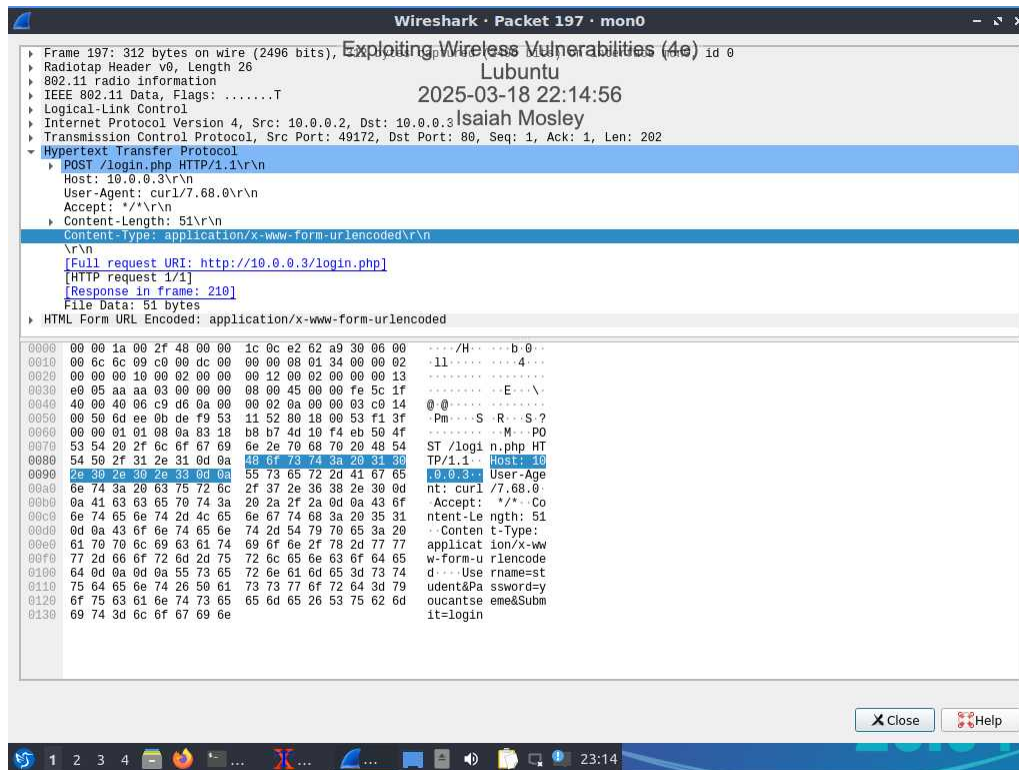 Wireshark · Packet 197 · mon0
Frame 197: 312 bytes on wire (2496 bits), 312 bytes captured (2496 bits) on interface mon0, id 0
Exploiting Wireless Vulnerabilities (4e)
Radiotap Header v0, Length 26
Lubuntu
802.11 radio information
IEEE 802.11 Data, Flags: .......T
2025-03-18 22:14:56
Logical-Link Control
Internet Protocol Version 4, Src: 10.0.0.2, Dst: 10.0.0.3
Isaiah Mosley
Transmission Control Protocol, Src Port: 49172, Dst Port: 80, Seq: 1, Ack: 1, Len: 202
Hypertext Transfer Protocol
POST /login.php HTTP/1.1\r\n
Host: 10.0.0.3\r\n
User-Agent: curl/7.68.0\r\n
Accept: */*\r\n
Content-Length: 51\r\n
Content-Type: application/x-www-form-urlencoded\r\n
\r\n
[Full request URI: http://10.0.0.3/login.php]
[HTTP request 1/1]
[Response in frame: 210]
File Data: 51 bytes
HTML Form URL Encoded: application/x-www-form-urlencoded
0000 00 00 1a 00 2f 48 00 00 1c 0c e2 62 a9 30 06 00 ····/H·· ···b·0··
0010 00 6c 6c 09 c0 00 dc 00 00 00 08 01 34 00 00 02 ·ll····· ····4···
0020 00 00 00 10 00 02 00 00 00 12 00 02 00 00 00 13 ········ ········
0030 e0 05 aa aa 03 00 00 00 08 00 45 00 00 fe 5c 1f ········ ··E···\·
0040 40 00 40 06 c9 d6 0a 00 00 02 0a 00 00 03 c0 14 @·@····· ········
0050 00 50 6d ee 0b de f9 53 11 52 80 18 00 53 f1 3f ·Pm····S ·R···S·?
0060 00 00 01 01 08 0a 83 18 b8 b7 4d 10 f4 eb 50 4f ········ ··M···PO
0070 53 54 20 2f 6c 6f 67 69 6e 2e 70 68 70 20 48 54 ST /logi n.php HT
0080 54 50 2f 31 2e 31 0d 0a 48 6f 73 74 3a 20 31 30 TP/1.1·· Host: 10
0090 2e 30 2e 30 2e 33 0d 0a 55 73 65 72 2d 41 67 65 .0.0.3·· User-Age
00a0 6e 74 3a 20 63 75 72 6c 2f 37 2e 36 38 2e 30 0d nt: curl /7.68.0·
00b0 0a 41 63 63 65 70 74 3a 20 2a 2f 2a 0d 0a 43 6f ·Accept: */*··Co
00c0 6e 74 65 6e 74 2d 4c 65 6e 67 74 68 3a 20 35 31 ntent-Le ngth: 51
00d0 0d 0a 43 6f 6e 74 65 6e 74 2d 54 79 70 65 3a 20 ··Conten t-Type:
00e0 61 70 70 6c 69 63 61 74 69 6f 6e 2f 78 2d 77 77 applicat ion/x-ww
00f0 77 2d 66 6f 72 6d 2d 75 72 6c 65 6e 63 6f 64 65 w-form-u rlencode
0100 64 0d 0a 0d 0a 55 73 65 72 6e 61 6d 65 3d 73 74 d····Use rname=st
0110 75 64 65 6e 74 26 50 61 73 73 77 6f 72 64 3d 79 udent&Pa ssword=y
0120 6f 75 63 61 6e 74 73 65 65 6d 65 26 53 75 62 6d oucantse eme&Subm
0130 69 74 3d 6c 6f 67 69 6e it=login
Close
Help
1 2 3 4 ... ... ... 23:14